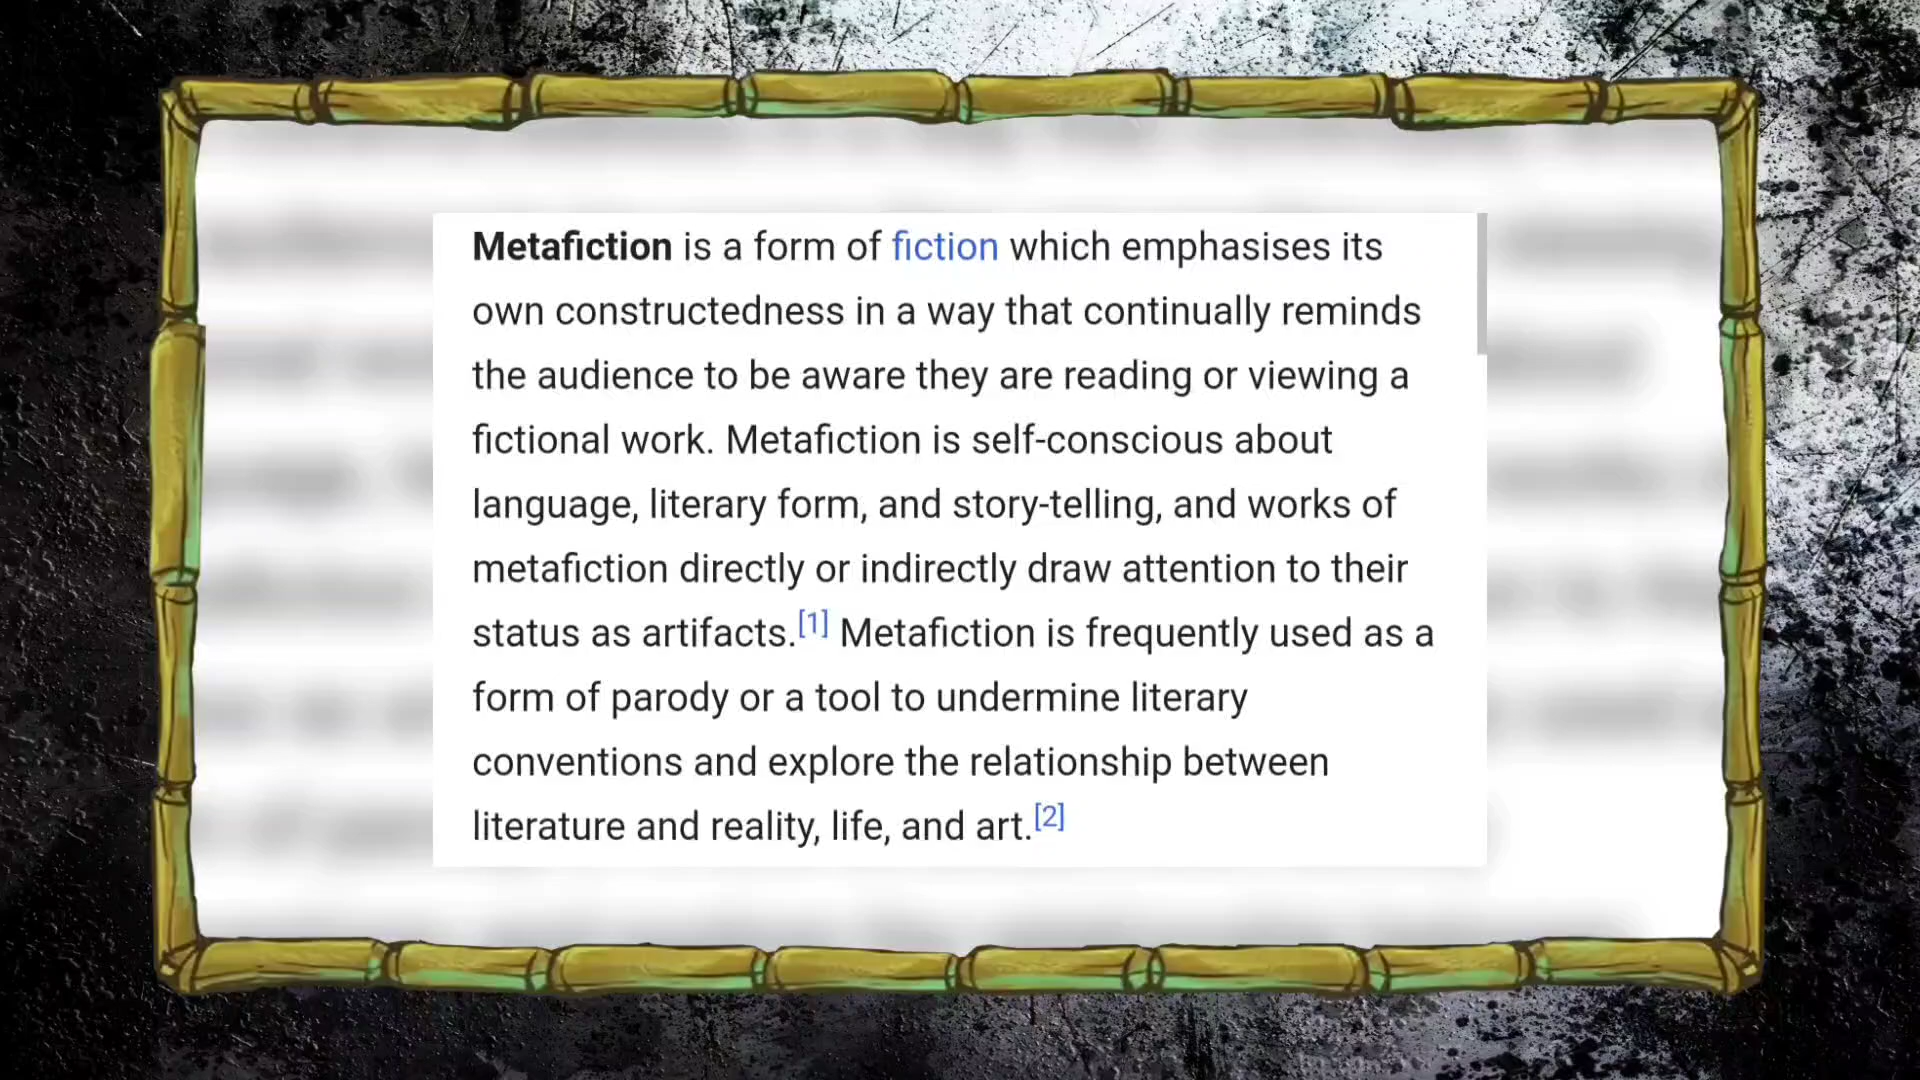 Metafiction is a form of fiction which emphasises its
own constructedness in a way that continually reminds
the audience to be aware they are reading or viewing a
fictional work. Metafiction is self-conscious about
language, literary form, and story-telling, and works of
metafiction directly or indirectly draw attention to their
status as artifacts.[1] Metafiction is frequently used as a
form of parody or a tool to undermine literary
conventions and explore the relationship between
literature and reality, life, and art.[2]